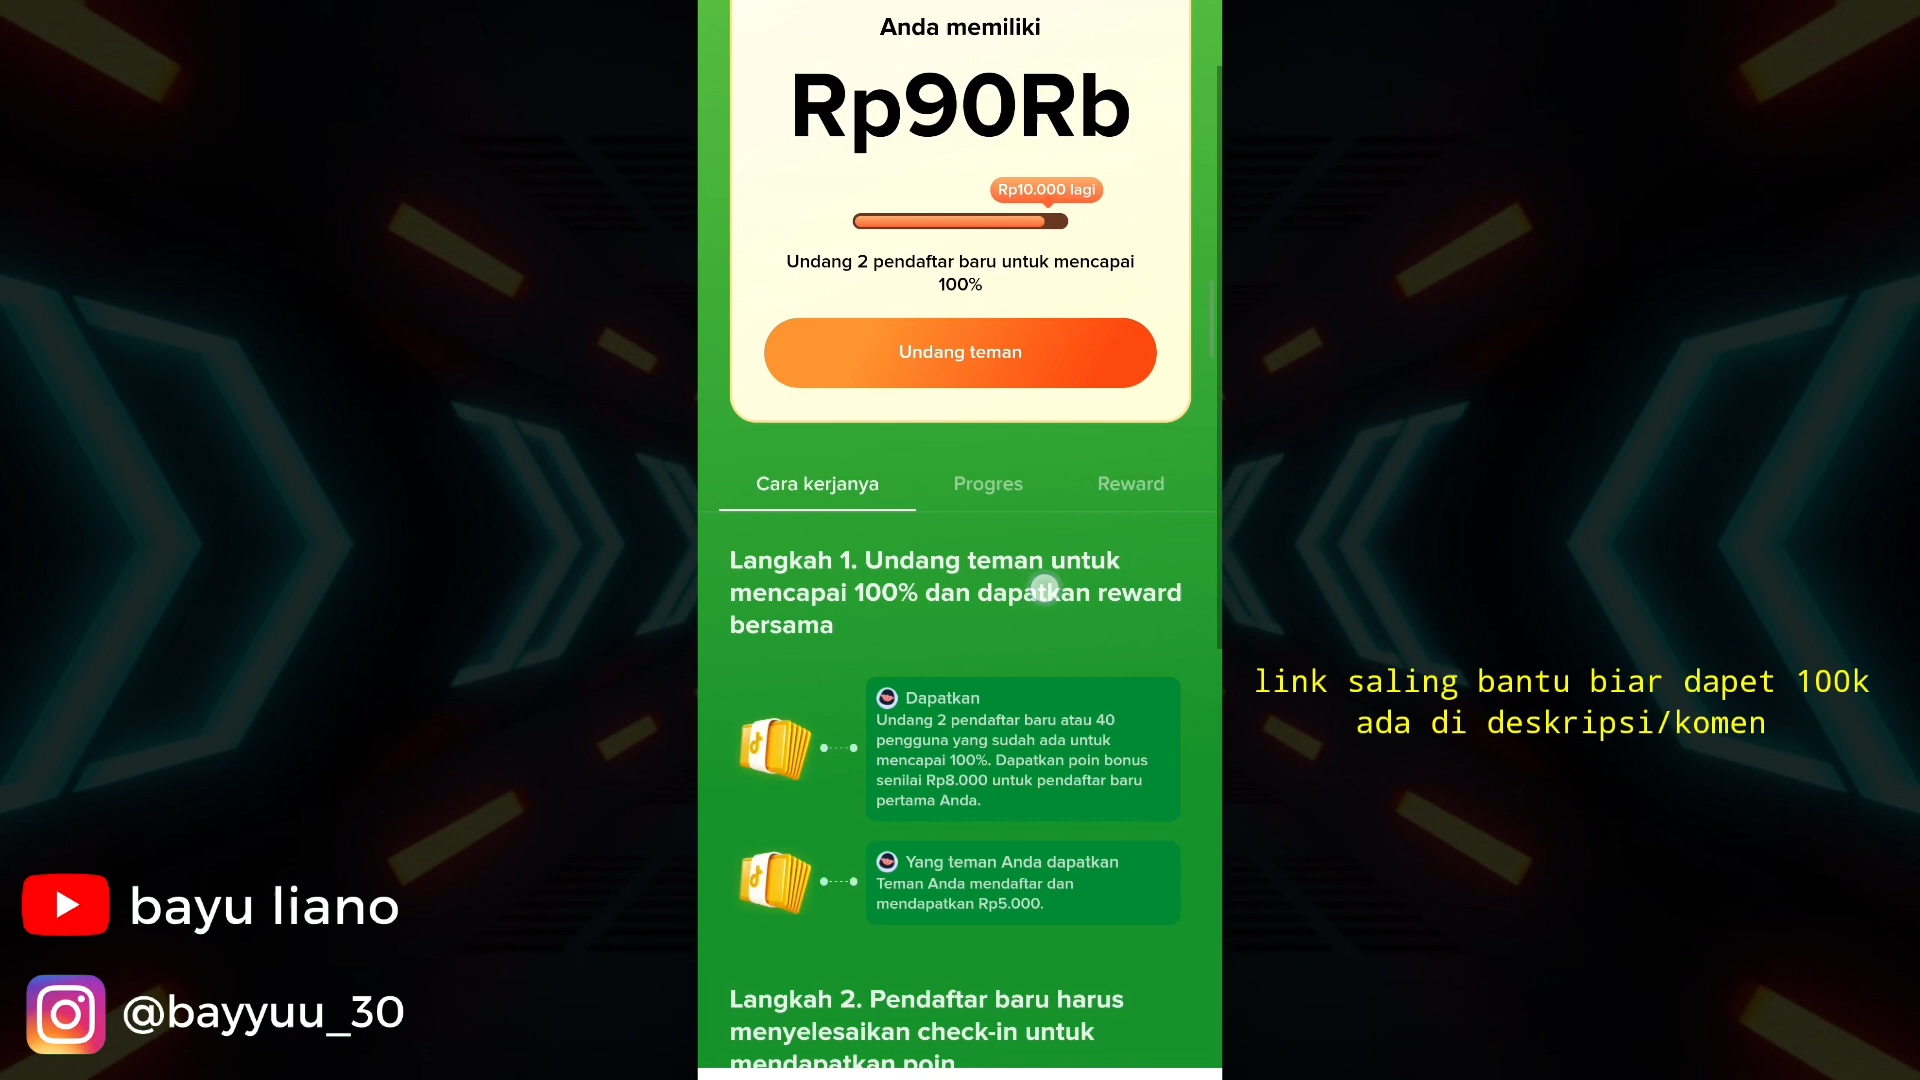 Anda memiliki
Rp90Rb
Rp10.000 lagi
Undang 2 pendaftar baru untuk mencapai
100%
Undang teman
Cara kerjanya
Progres
Reward
Langkah 1. Undang teman untuk
mencapai 100% dan dapatkan reward
bersama
Dapatkan
Undang 2 pendaftar baru atau 40
pengguna yang sudah ada untuk
mencapai 100%. Dapatkan poin bonus
senilai Rp8.000 untuk pendaftar baru
pertama Anda.
Yang teman Anda dapatkan
Teman Anda mendaftar dan
mendapatkan Rp5.000.
Langkah 2. Pendaftar baru harus
menyelesaikan check-in untuk
mendapatkan poin
link saling bantu biar dapet 100k
ada di deskripsi/komen
bayu liano
@bayyuu_30